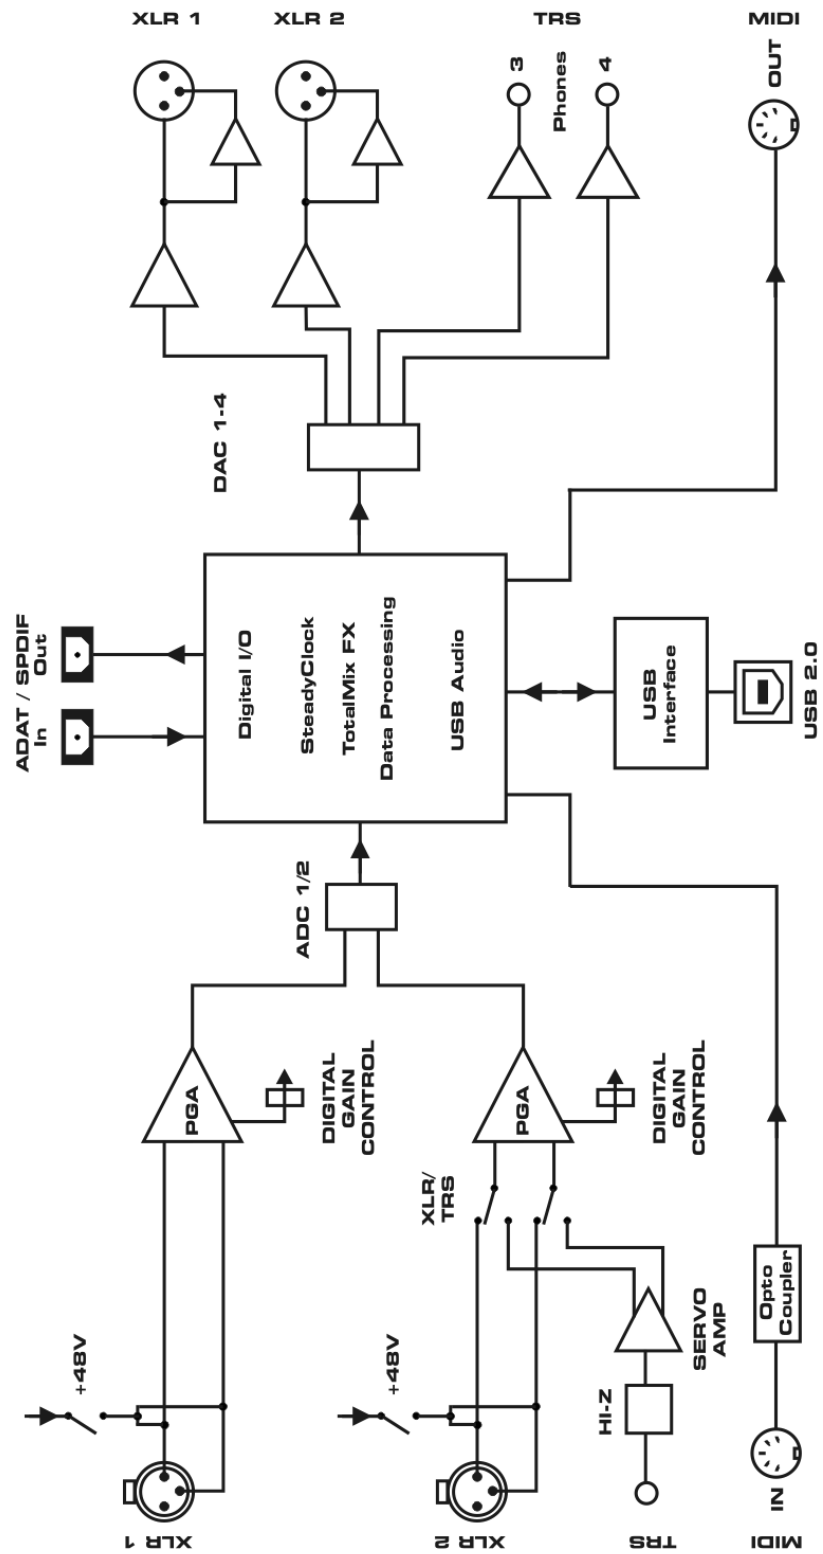 XLR 1
XLR 2
TRS
MIDI
3
Phones
4
OUT
DAC 1-4
ADAT / SPDIF
In
Out
Digital I/O
SteadyClock
TotalMix FX
Data Processing
USB Audio
USB
Interface
USB 2.0
ADC 1/2
PGA
DIGITAL
GAIN
CONTROL
PGA
DIGITAL
GAIN
CONTROL
XLR/
TRS
+48V
+48V
HI-Z
SERVO
AMP
Opto
Coupler
IN
XLR 1
XLR 2
TRS
MIDI